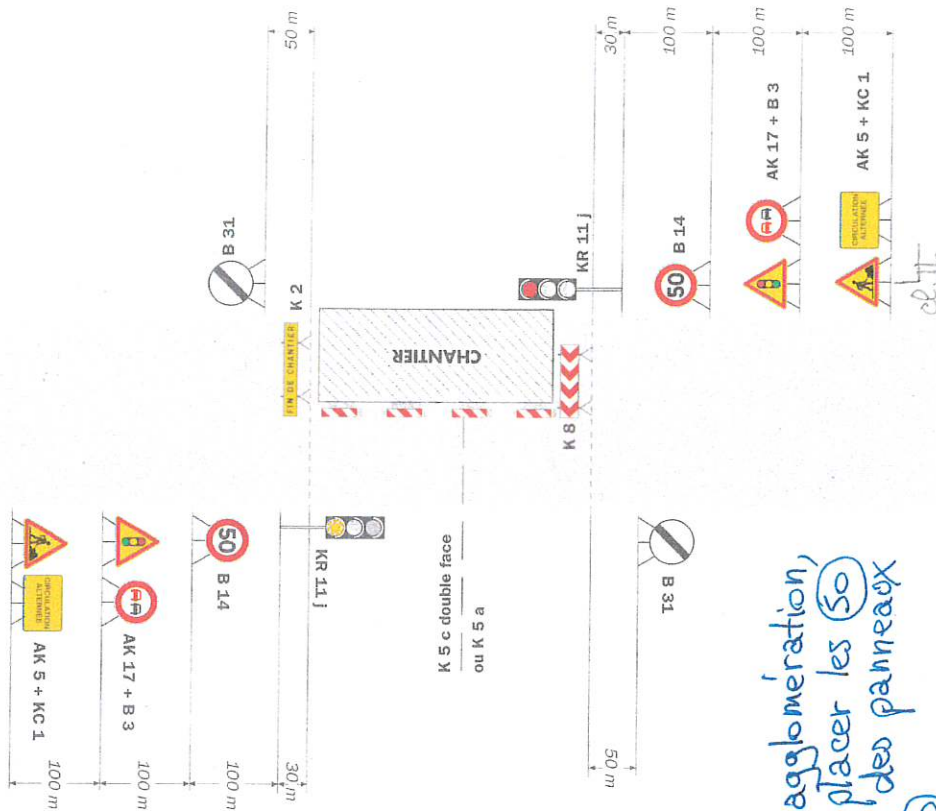 AK 5 + KC 1
CIRCULATION
ALTERNÉE
AK 17 + B 3
50
B 14
KR 11 j
100 m
100 m
100 m
30 m
B 31
50 m
FIN DE CHANTIER
K 2
CHANTIER
K 8
K 5 c double face
ou K 5 a
B 31
50 m
KR 11 j
50
B 14
AK 17 + B 3
CIRCULATION
ALTERNÉE
AK 5 + KC 1
30 m
100 m
100 m
100 m
agglomération,
placer les 50
des panneaux